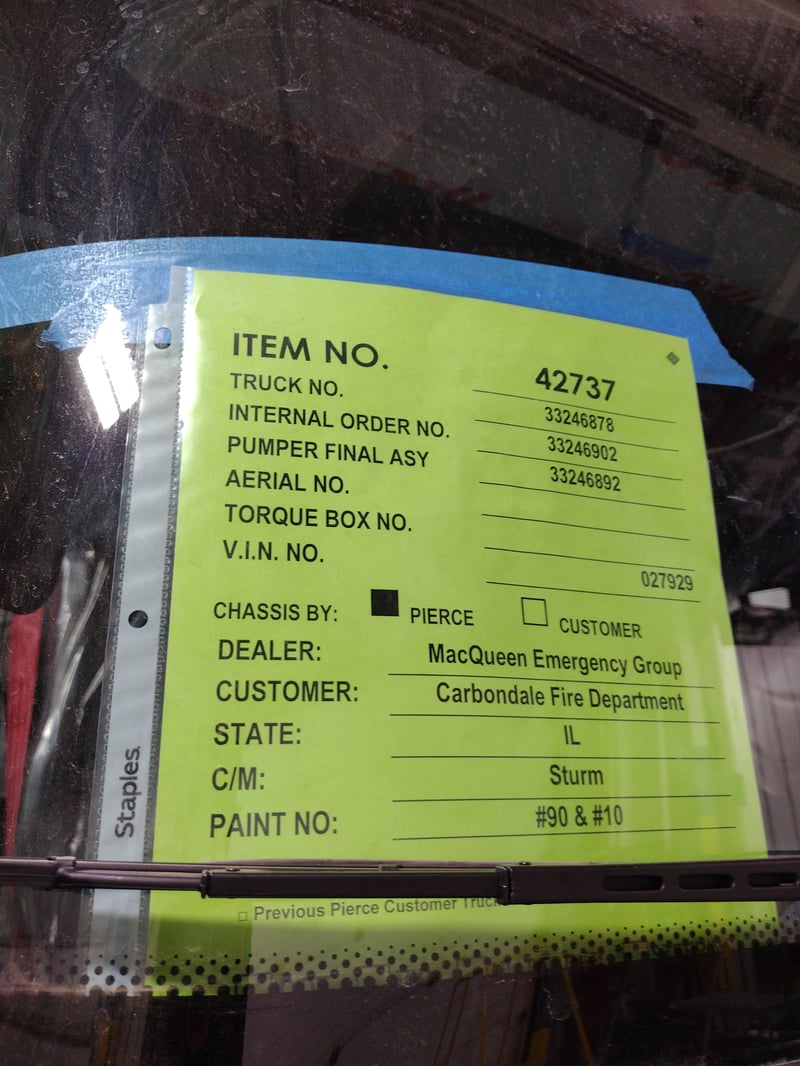 ITEM NO. 42737
TRUCK NO. 33246878
INTERNAL ORDER NO. 33246902
PUMPER FINAL ASY 33246892
AERIAL NO.
TORQUE BOX NO.
V.I.N. NO. 027929
CHASSIS BY: PIERCE CUSTOMER
DEALER: MacQueen Emergency Group
CUSTOMER: Carbondale Fire Department
STATE: IL
C/M: Sturm
PAINT NO: #90 & #10
Previous Pierce Customer Truck
Staples